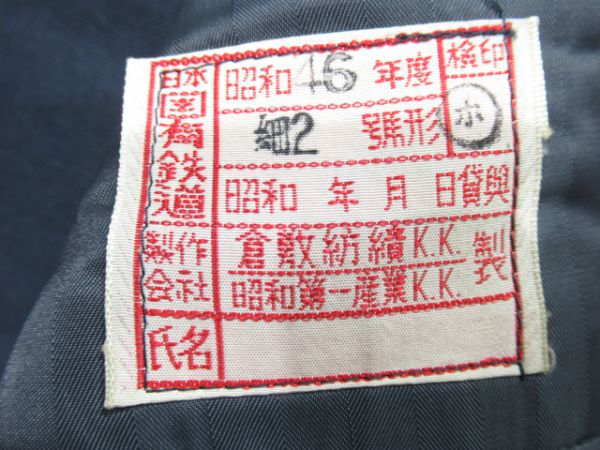 日本国有鉄道
昭和46年度
検印
細2 號形
ホ
昭和 年 月 日貸與
製作会社
倉敷紡績K.K.
昭和第一産業K.K.
製
氏名